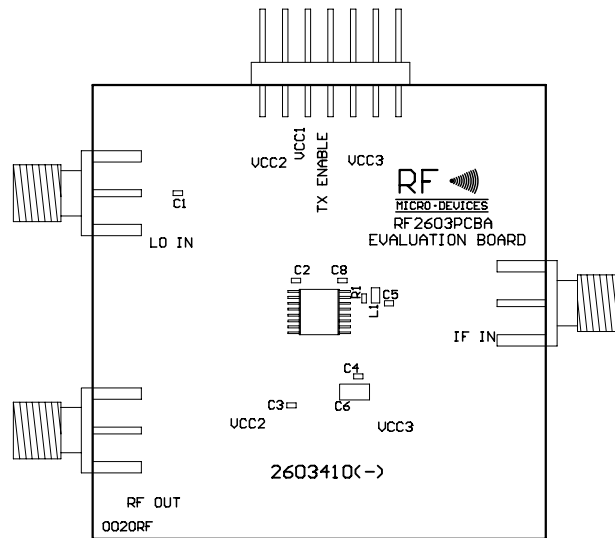 VCC2
VCC1
TX ENABLE
VCC3
RF
MICRO-DEVICES
RF2603PCBA
EVALUATION BOARD
C1
LO IN
C2
C8
R1
L1
C5
IF IN
C4
C3
C6
VCC2
VCC3
2603410(-)
RF OUT
0020RF